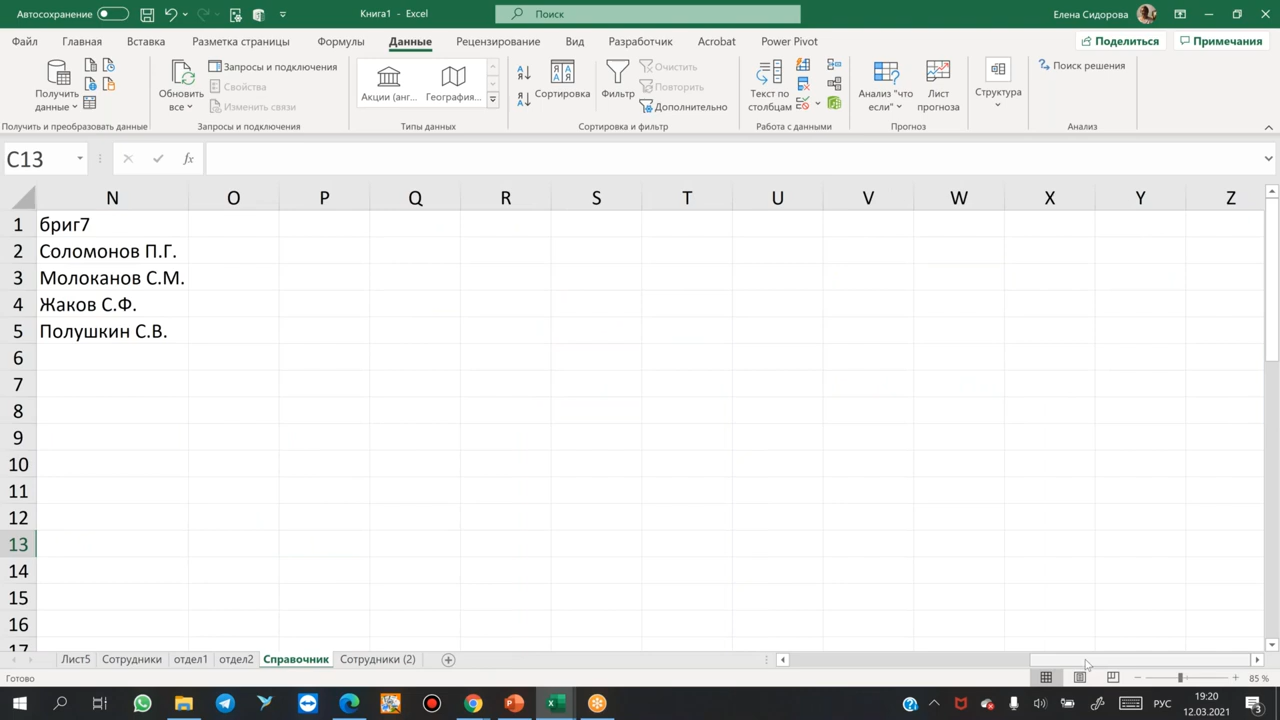 Автосохранение
Книга1 - Excel
Поиск
Елена Сидорова
Файл Главная Вставка Разметка страницы Формулы Данные Рецензирование Вид Разработчик Acrobat Power Pivot
Поделиться Примечания
Получить данные
Обновить все
Запросы и подключения
Свойства
Изменить связи
Акции (анг... География...
Сортировка
Фильтр
Очистить
Повторить
Дополнительно
Текст по столбцам
Анализ "что если"
Лист прогноза
Структура
Поиск решения
Получить и преобразовать данные Запросы и подключения Типы данных Сортировка и фильтр Работа с данными Прогноз Анализ
C13 fx
N O P Q R S T U V W X Y Z
1 бриг7
2 Соломонов П.Г.
3 Молоканов С.М.
4 Жаков С.Ф.
5 Полушкин С.В.
6
7
8
9
10
11
12
13
14
15
16
17
Лист5 Сотрудники отдел1 отдел2 Справочник Сотрудники (2)
Готово
85 %
РУС
19:20
12.03.2021
3